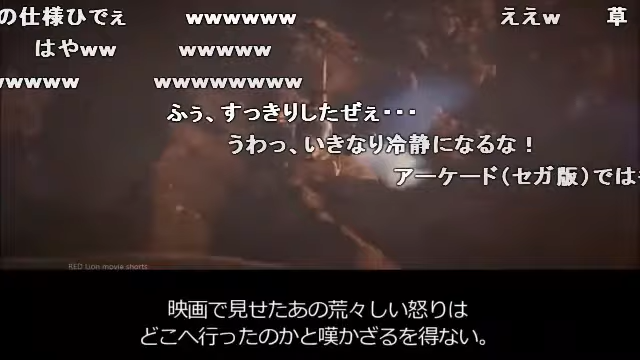 の仕様ひでぇ wwwwww ええw 草
はやww wwwww
wwwww wwwwwwww
ふぅ、すっきりしたぜぇ・・・
うわっ、いきなり冷静になるな！
アーケード(セガ版)では
RED Lion movie shorts
映画で見せたあの荒々しい怒りは
どこへ行ったのかと嘆かざるを得ない。